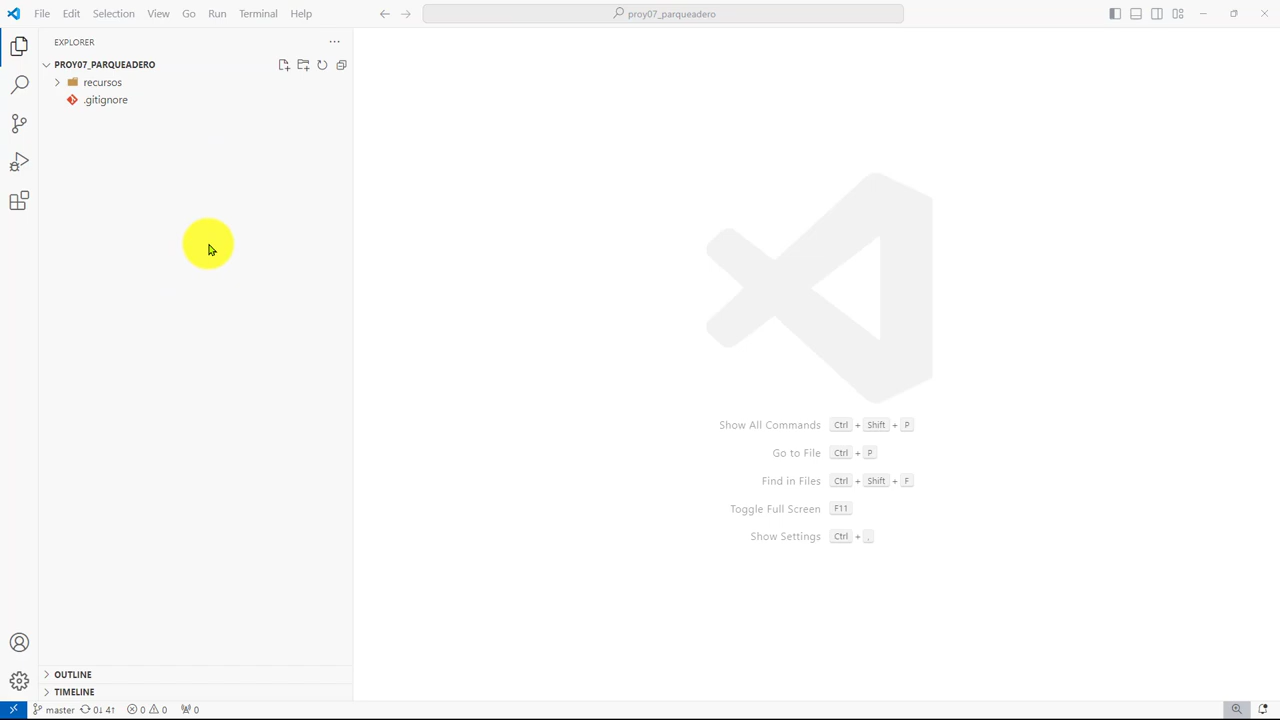 File Edit Selection View Go Run Terminal Help
proy07_parqueadero
EXPLORER
PROY07_PARQUEADERO
recursos
.gitignore
Show All Commands Ctrl + Shift + P
Go to File Ctrl + P
Find in Files Ctrl + Shift + F
Toggle Full Screen F11
Show Settings Ctrl + ,
OUTLINE
TIMELINE
master 0↓ 4↑ 0 0 0